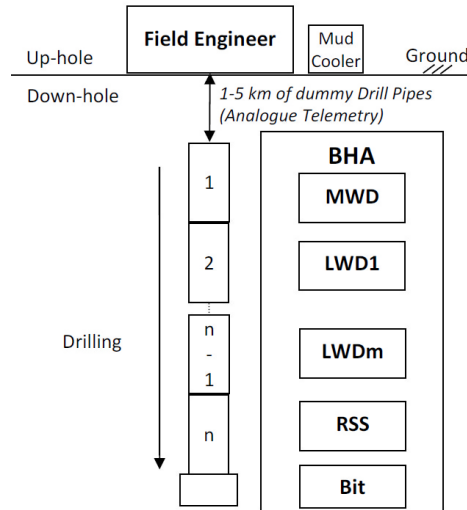 Field Engineer
Mud
Cooler
Up-hole
Ground
Down-hole
1-5 km of dummy Drill Pipes
(Analogue Telemetry)
BHA
1
MWD
2
LWD1
Drilling
n
-
1
LWDm
n
RSS
Bit